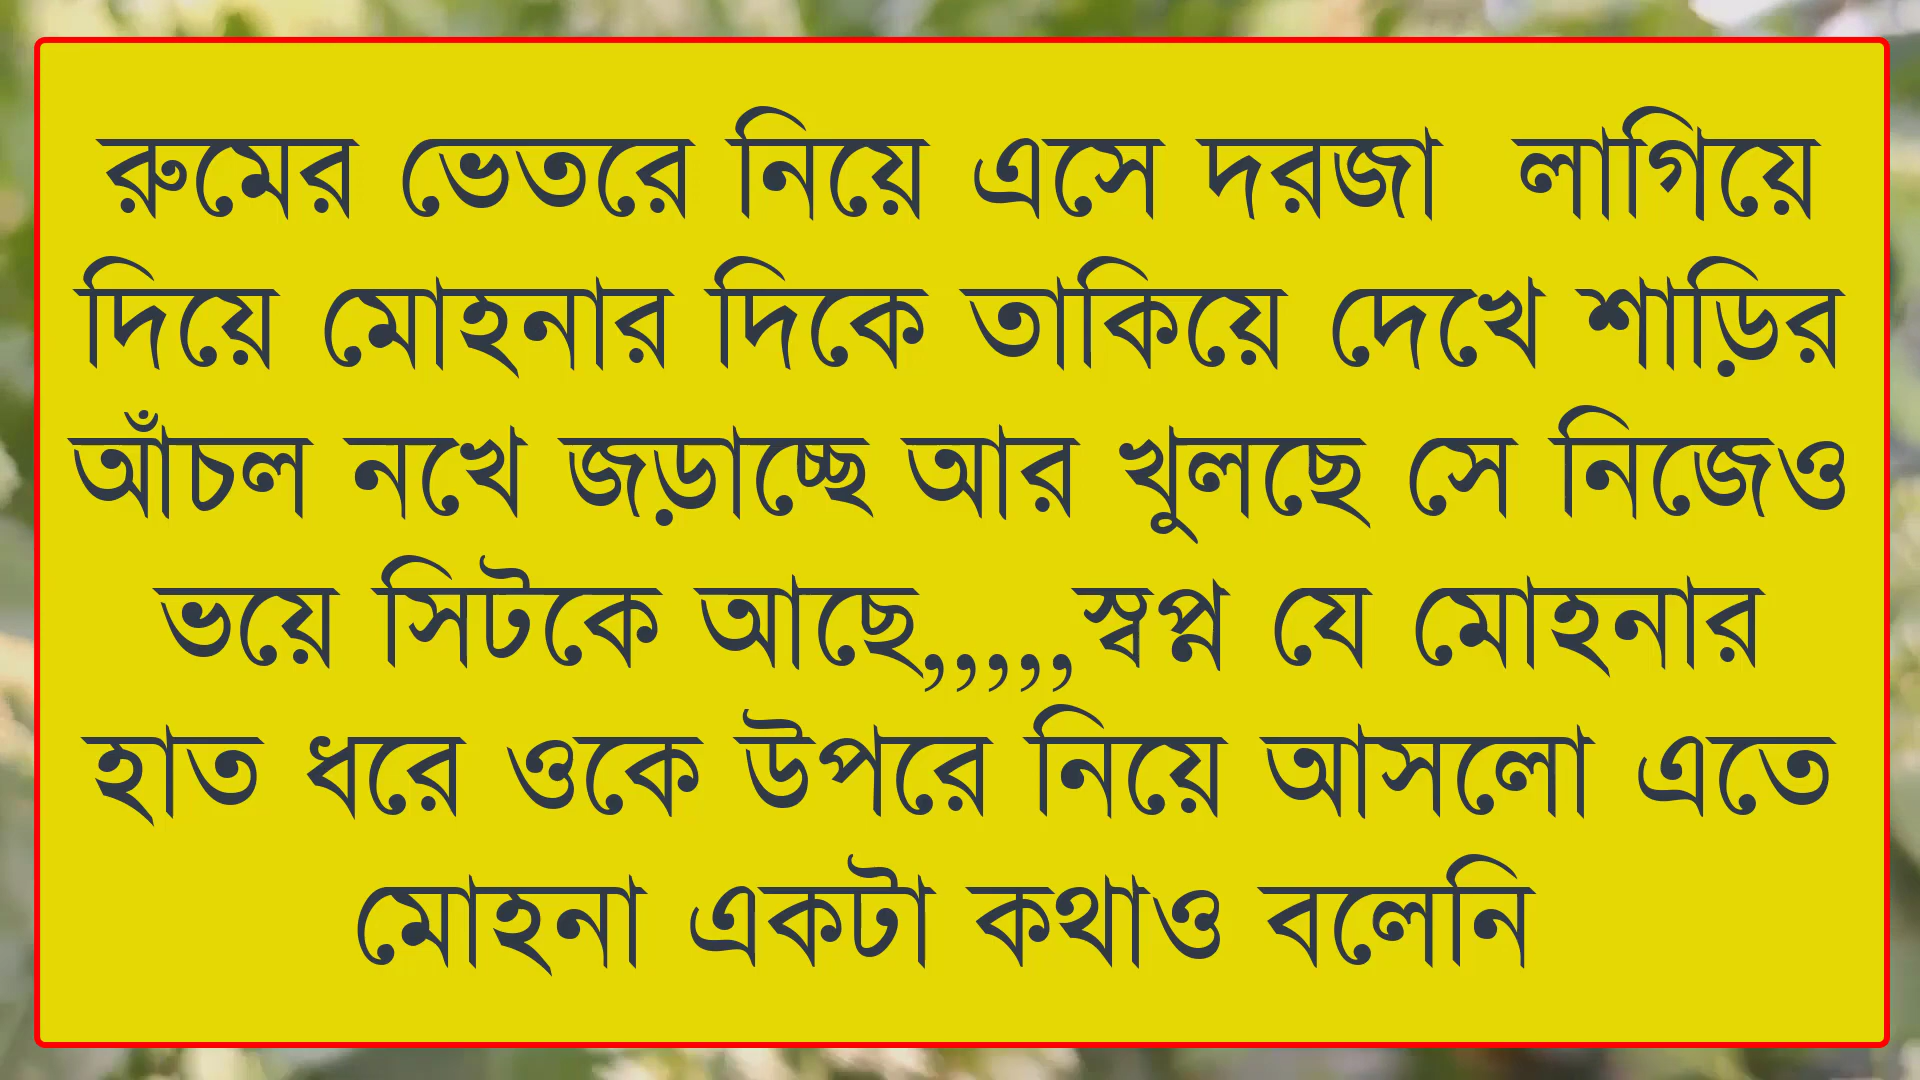 রুমের ভেতরে নিয়ে এসে দরজা লাগিয়ে
দিয়ে মোহনার দিকে তাকিয়ে দেখে শাড়ির
আঁচল নখে জড়াচ্ছে আর খুলছে সে নিজেও
ভয়ে সিটকে আছে,,,,,স্বপ্ন যে মোহনার
হাত ধরে ওকে উপরে নিয়ে আসলো এতে
মোহনা একটা কথাও বলেনি